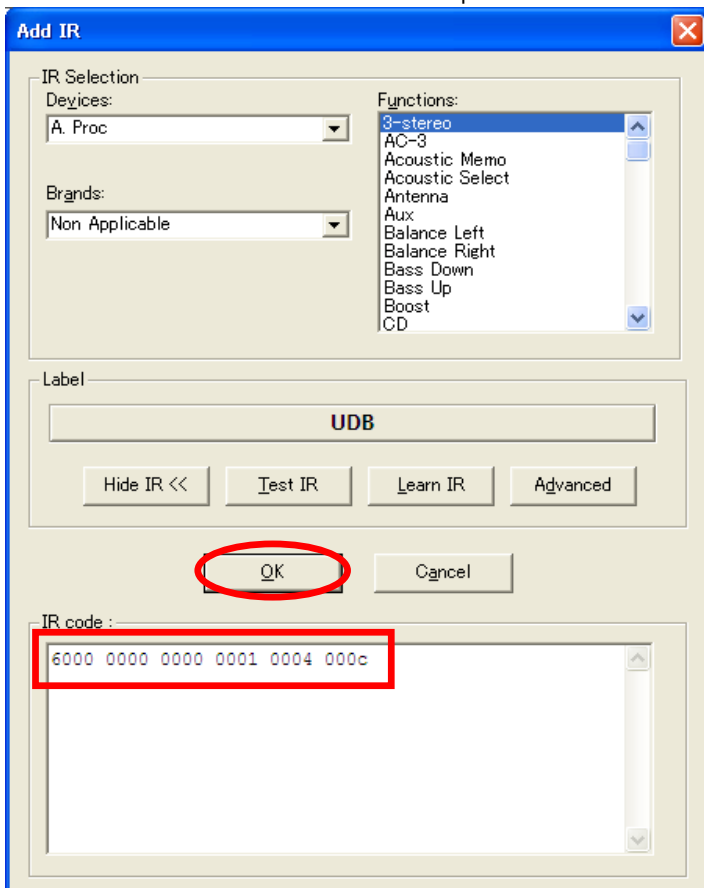 Add IR
IR Selection
Devices:
A. Proc
Brands:
Non Applicable
Functions:
3-stereo
AC-3
Acoustic Memo
Acoustic Select
Antenna
Aux
Balance Left
Balance Right
Bass Down
Bass Up
Boost
CD
Label
UDB
Hide IR <<
Test IR
Learn IR
Advanced
OK
Cancel
IR code :
6000 0000 0000 0001 0004 000c